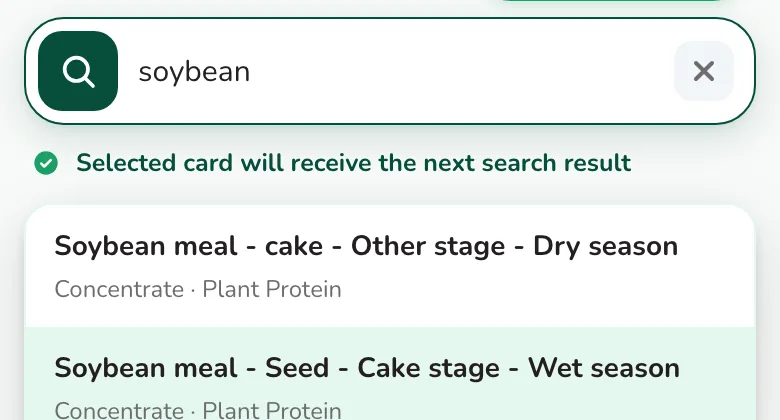 soybean
Selected card will receive the next search result
Soybean meal - cake - Other stage - Dry season
Concentrate · Plant Protein
Soybean meal - Seed - Cake stage - Wet season
Concentrate · Plant Protein